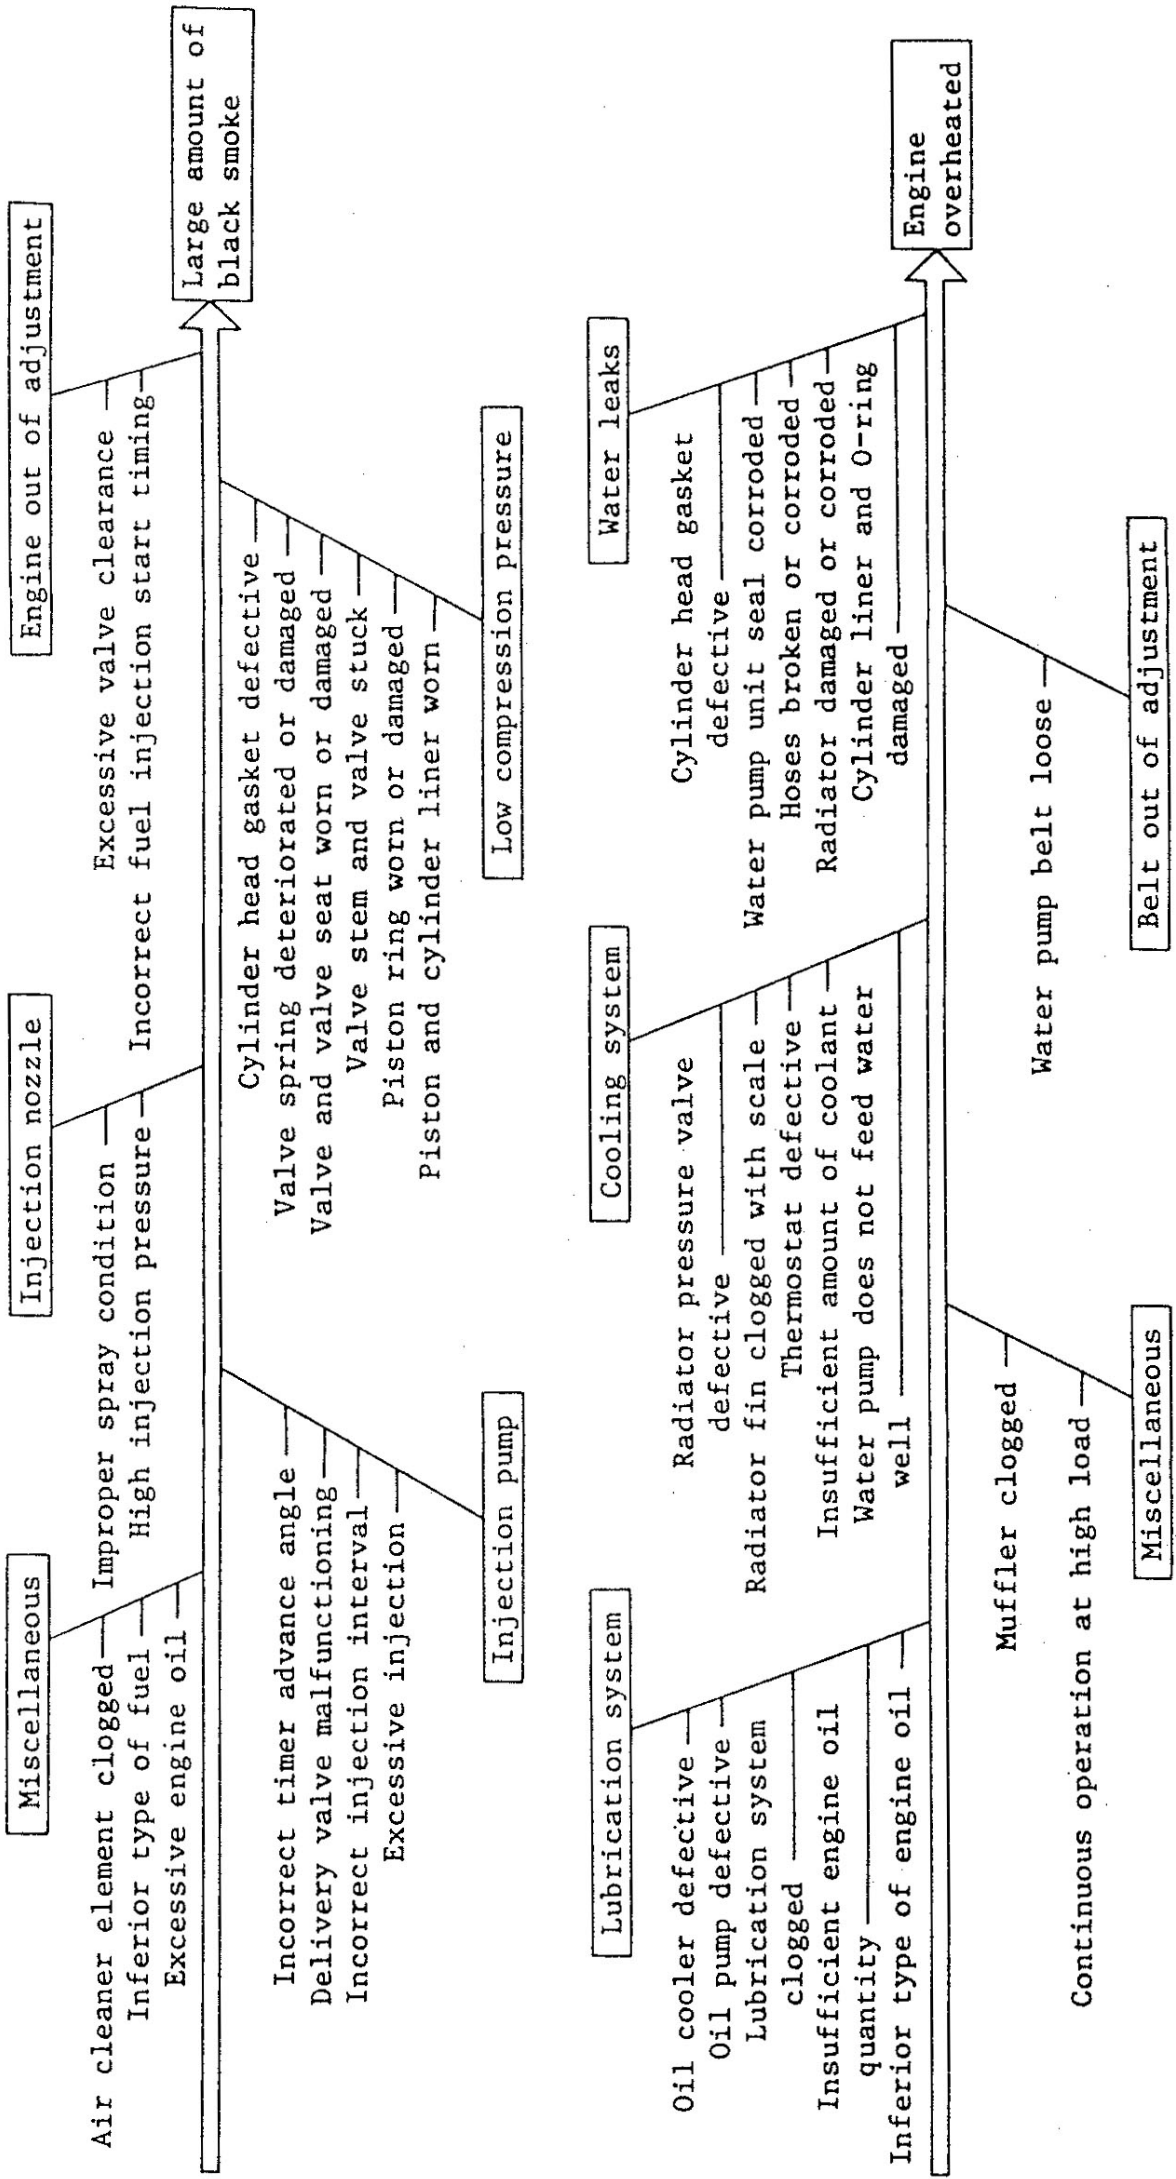 Miscellaneous
Air cleaner element clogged
Inferior type of fuel
Excessive engine oil
Injection nozzle
Improper spray condition
High injection pressure
Engine out of adjustment
Excessive valve clearance
Incorrect fuel injection start timing
Large amount of
black smoke
Incorrect timer advance angle
Delivery valve malfunctioning
Incorrect injection interval
Excessive injection
Injection pump
Cylinder head gasket defective
Valve spring deteriorated or damaged
Valve and valve seat worn or damaged
Valve stem and valve stuck
Piston ring worn or damaged
Piston and cylinder liner worn
Low compression pressure
Lubrication system
Oil cooler defective
Oil pump defective
Lubrication system
clogged
Insufficient engine oil
quantity
Inferior type of engine oil
Cooling system
Radiator pressure valve
defective
Radiator fin clogged with scale
Thermostat defective
Insufficient amount of coolant
Water pump does not feed water
well
Water leaks
Cylinder head gasket
defective
Water pump unit seal corroded
Hoses broken or corroded
Radiator damaged or corroded
Cylinder liner and O-ring
damaged
Engine
overheated
Muffler clogged
Continuous operation at high load
Miscellaneous
Water pump belt loose
Belt out of adjustment